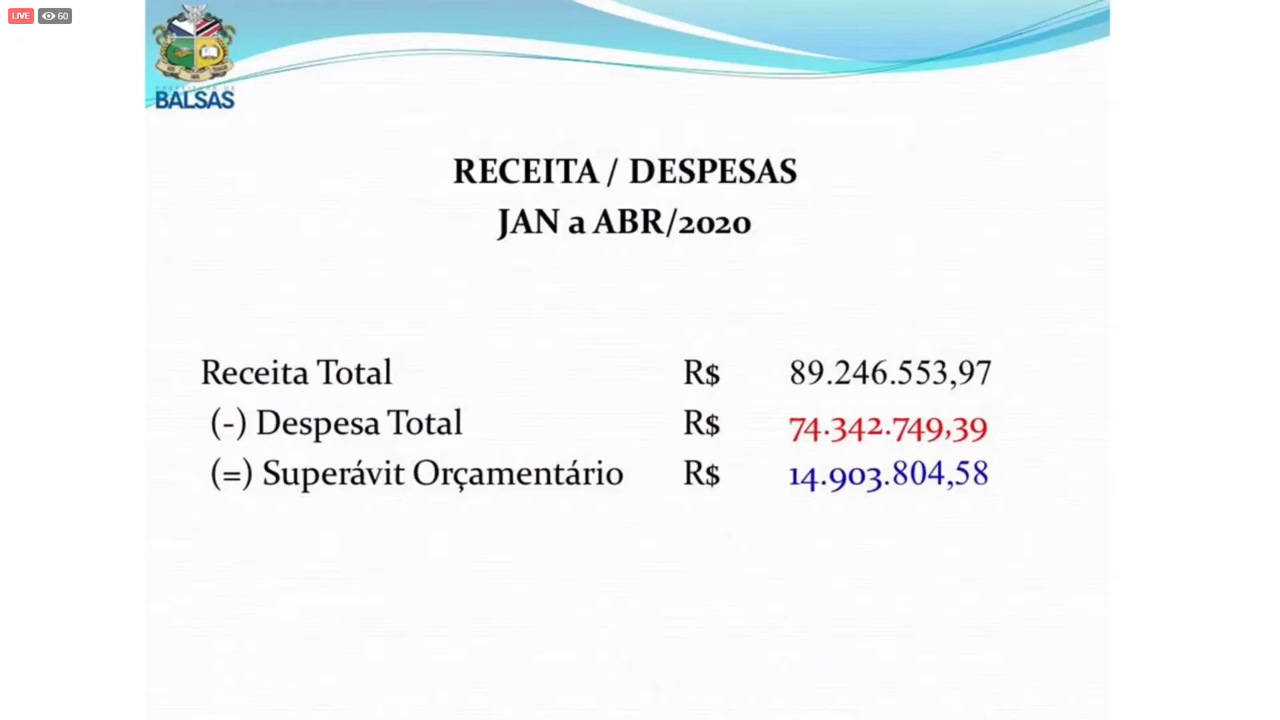 LIVE 60
BALSAS
RECEITA / DESPESAS
JAN a ABR/2020
Receita Total R$ 89.246.553,97
(-) Despesa Total R$ 74.342.749,39
(=) Superávit Orçamentário R$ 14.903.804,58